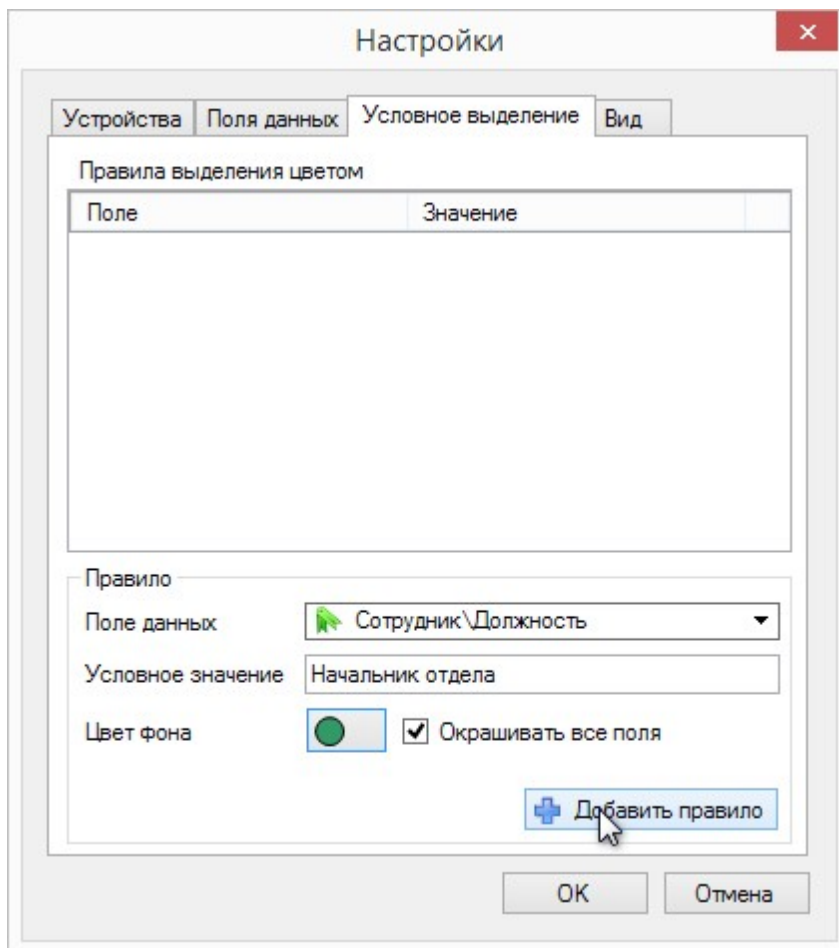 Настройки
Устройства Поля данных Условное выделение Вид
Правила выделения цветом
Поле Значение
Правило
Поле данных Сотрудник\Должность
Условное значение Начальник отдела
Цвет фона Окрашивать все поля
Добавить правило
OK Отмена